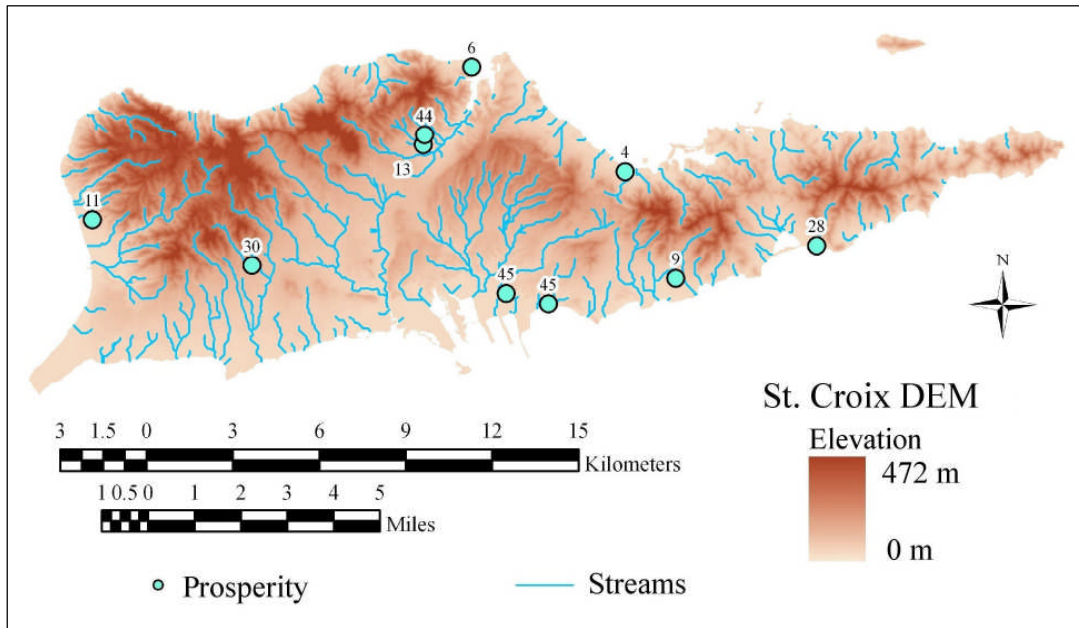 6
44
13
4
11
30
28
9
45
45
N
St. Croix DEM
Elevation
472 m
0 m
3 1.5 0 3 6 9 12 15
Kilometers
1 0.5 0 1 2 3 4 5
Miles
Prosperity
Streams